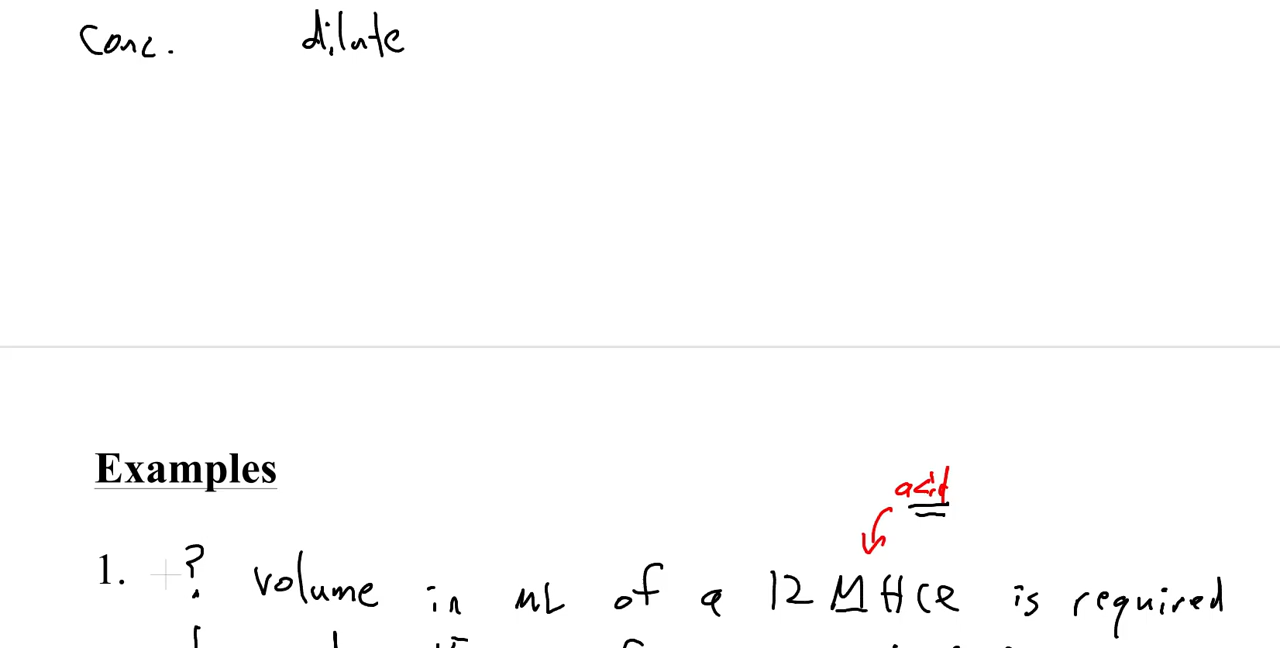 conc. dilute
Examples
acid
1. ? volume in mL of a 12 M HCl is required